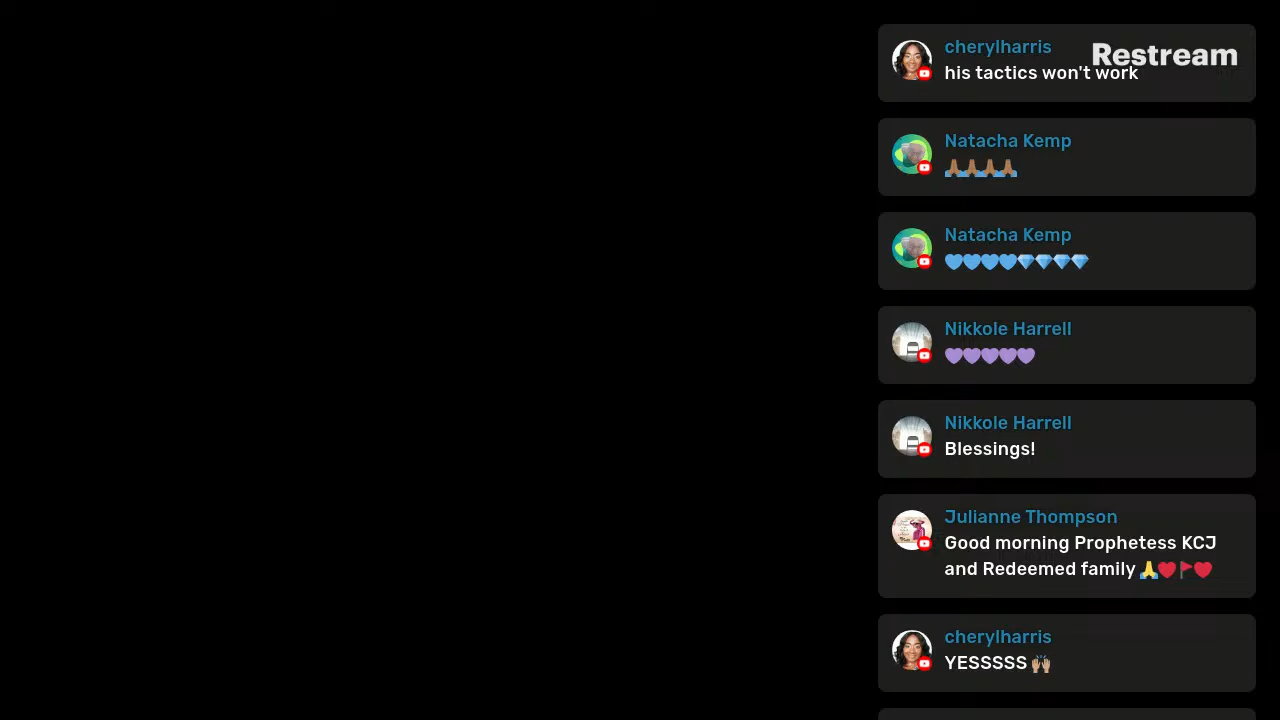 cherylharris
Restream
his tactics won't work
Natacha Kemp
🙏🏾🙏🏾🙏🏾🙏🏾
Natacha Kemp
💙💙💙💙💎💎💎💎
Nikkole Harrell
💜💜💜💜💜
Nikkole Harrell
Blessings!
Julianne Thompson
Good morning Prophetess KCJ
and Redeemed family 🙏❤️🚩❤️
cherylharris
YESSSSS 🙌🏽